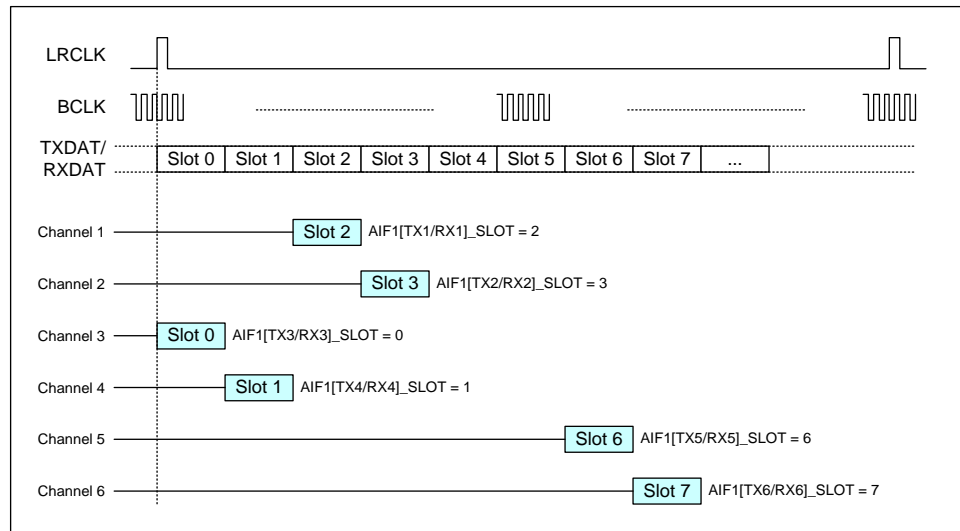 LRCLK
BCLK
TXDAT/
RXDAT
Slot 0 Slot 1 Slot 2 Slot 3 Slot 4 Slot 5 Slot 6 Slot 7 ...
Channel 1 Slot 2 AIF1[TX1/RX1]_SLOT = 2
Channel 2 Slot 3 AIF1[TX2/RX2]_SLOT = 3
Channel 3 Slot 0 AIF1[TX3/RX3]_SLOT = 0
Channel 4 Slot 1 AIF1[TX4/RX4]_SLOT = 1
Channel 5 Slot 6 AIF1[TX5/RX5]_SLOT = 6
Channel 6 Slot 7 AIF1[TX6/RX6]_SLOT = 7